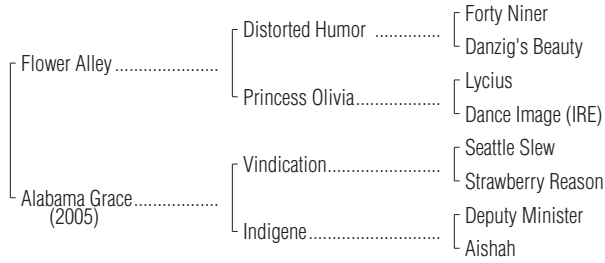 Forty Niner
Distorted Humor ..............
Danzig's Beauty
Flower Alley .....................
Lycius
Princess Olivia..................
Dance Image (IRE)
Seattle Slew
Vindication........................
Strawberry Reason
Alabama Grace.................
(2005)
Deputy Minister
Indigene............................
Aishah